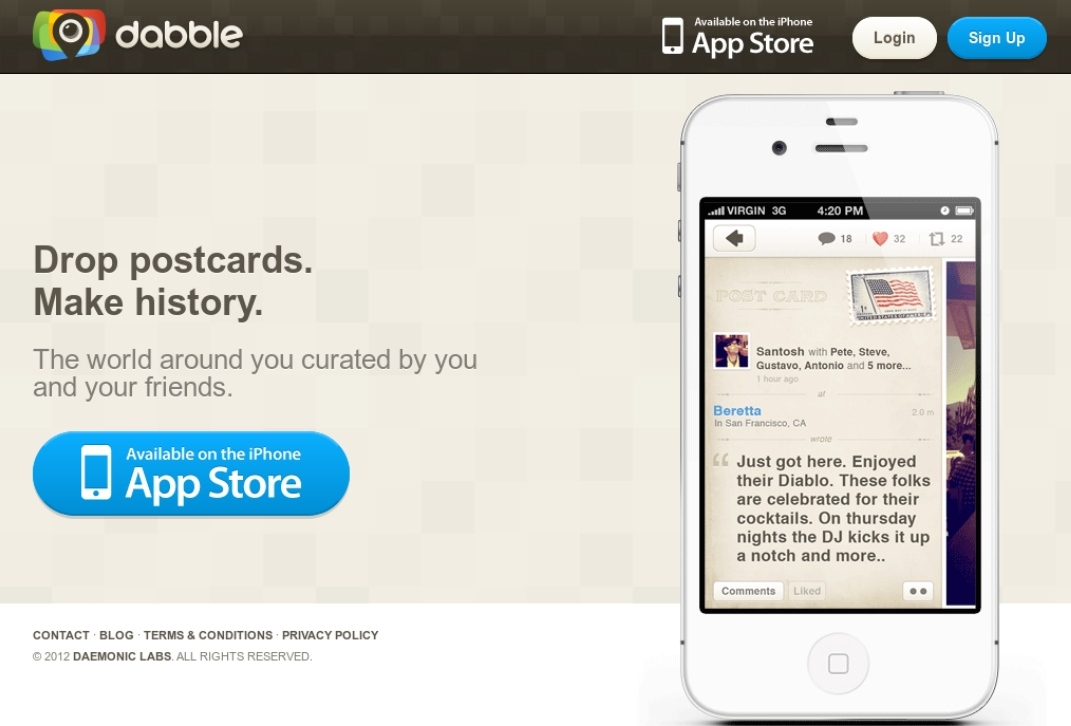 dabble
Available on the iPhone
App Store
Login
Sign Up
Drop postcards.
Make history.
The world around you curated by you
and your friends.
Available on the iPhone
App Store
VIRGIN 3G 4:20 PM
18 32 22
POST CARD
Santosh with Pete, Steve,
Gustavo, Antonio and 5 more...
1 hour ago
at
Beretta 2.0 m
In San Francisco, CA
wrote
“ Just got here. Enjoyed
their Diablo. These folks
are celebrated for their
cocktails. On thursday
nights the DJ kicks it up
a notch and more..
Comments Liked
CONTACT · BLOG · TERMS & CONDITIONS · PRIVACY POLICY
© 2012 DAEMONIC LABS. ALL RIGHTS RESERVED.